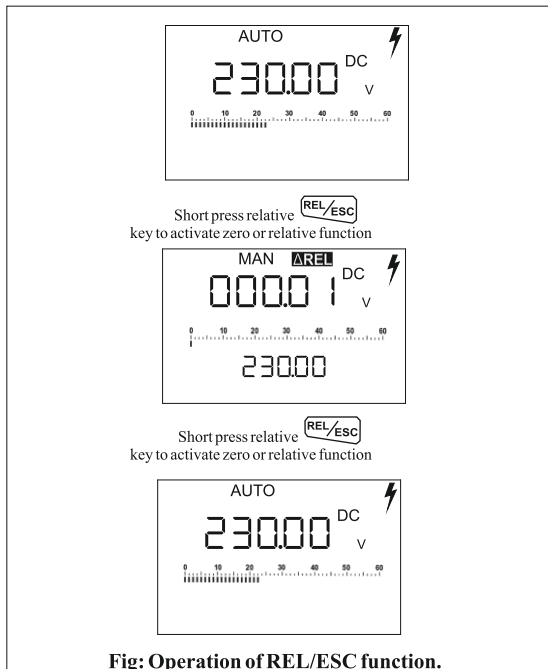 AUTO
230.00 DC V
0 10 20 30 40 50 60
Short press relative REL/ESC
key to activate zero or relative function
MAN ΔREL
000.01 DC V
0 10 20 30 40 50 60
230.00
Short press relative REL/ESC
key to activate zero or relative function
AUTO
230.00 DC V
0 10 20 30 40 50 60
Fig: Operation of REL/ESC function.